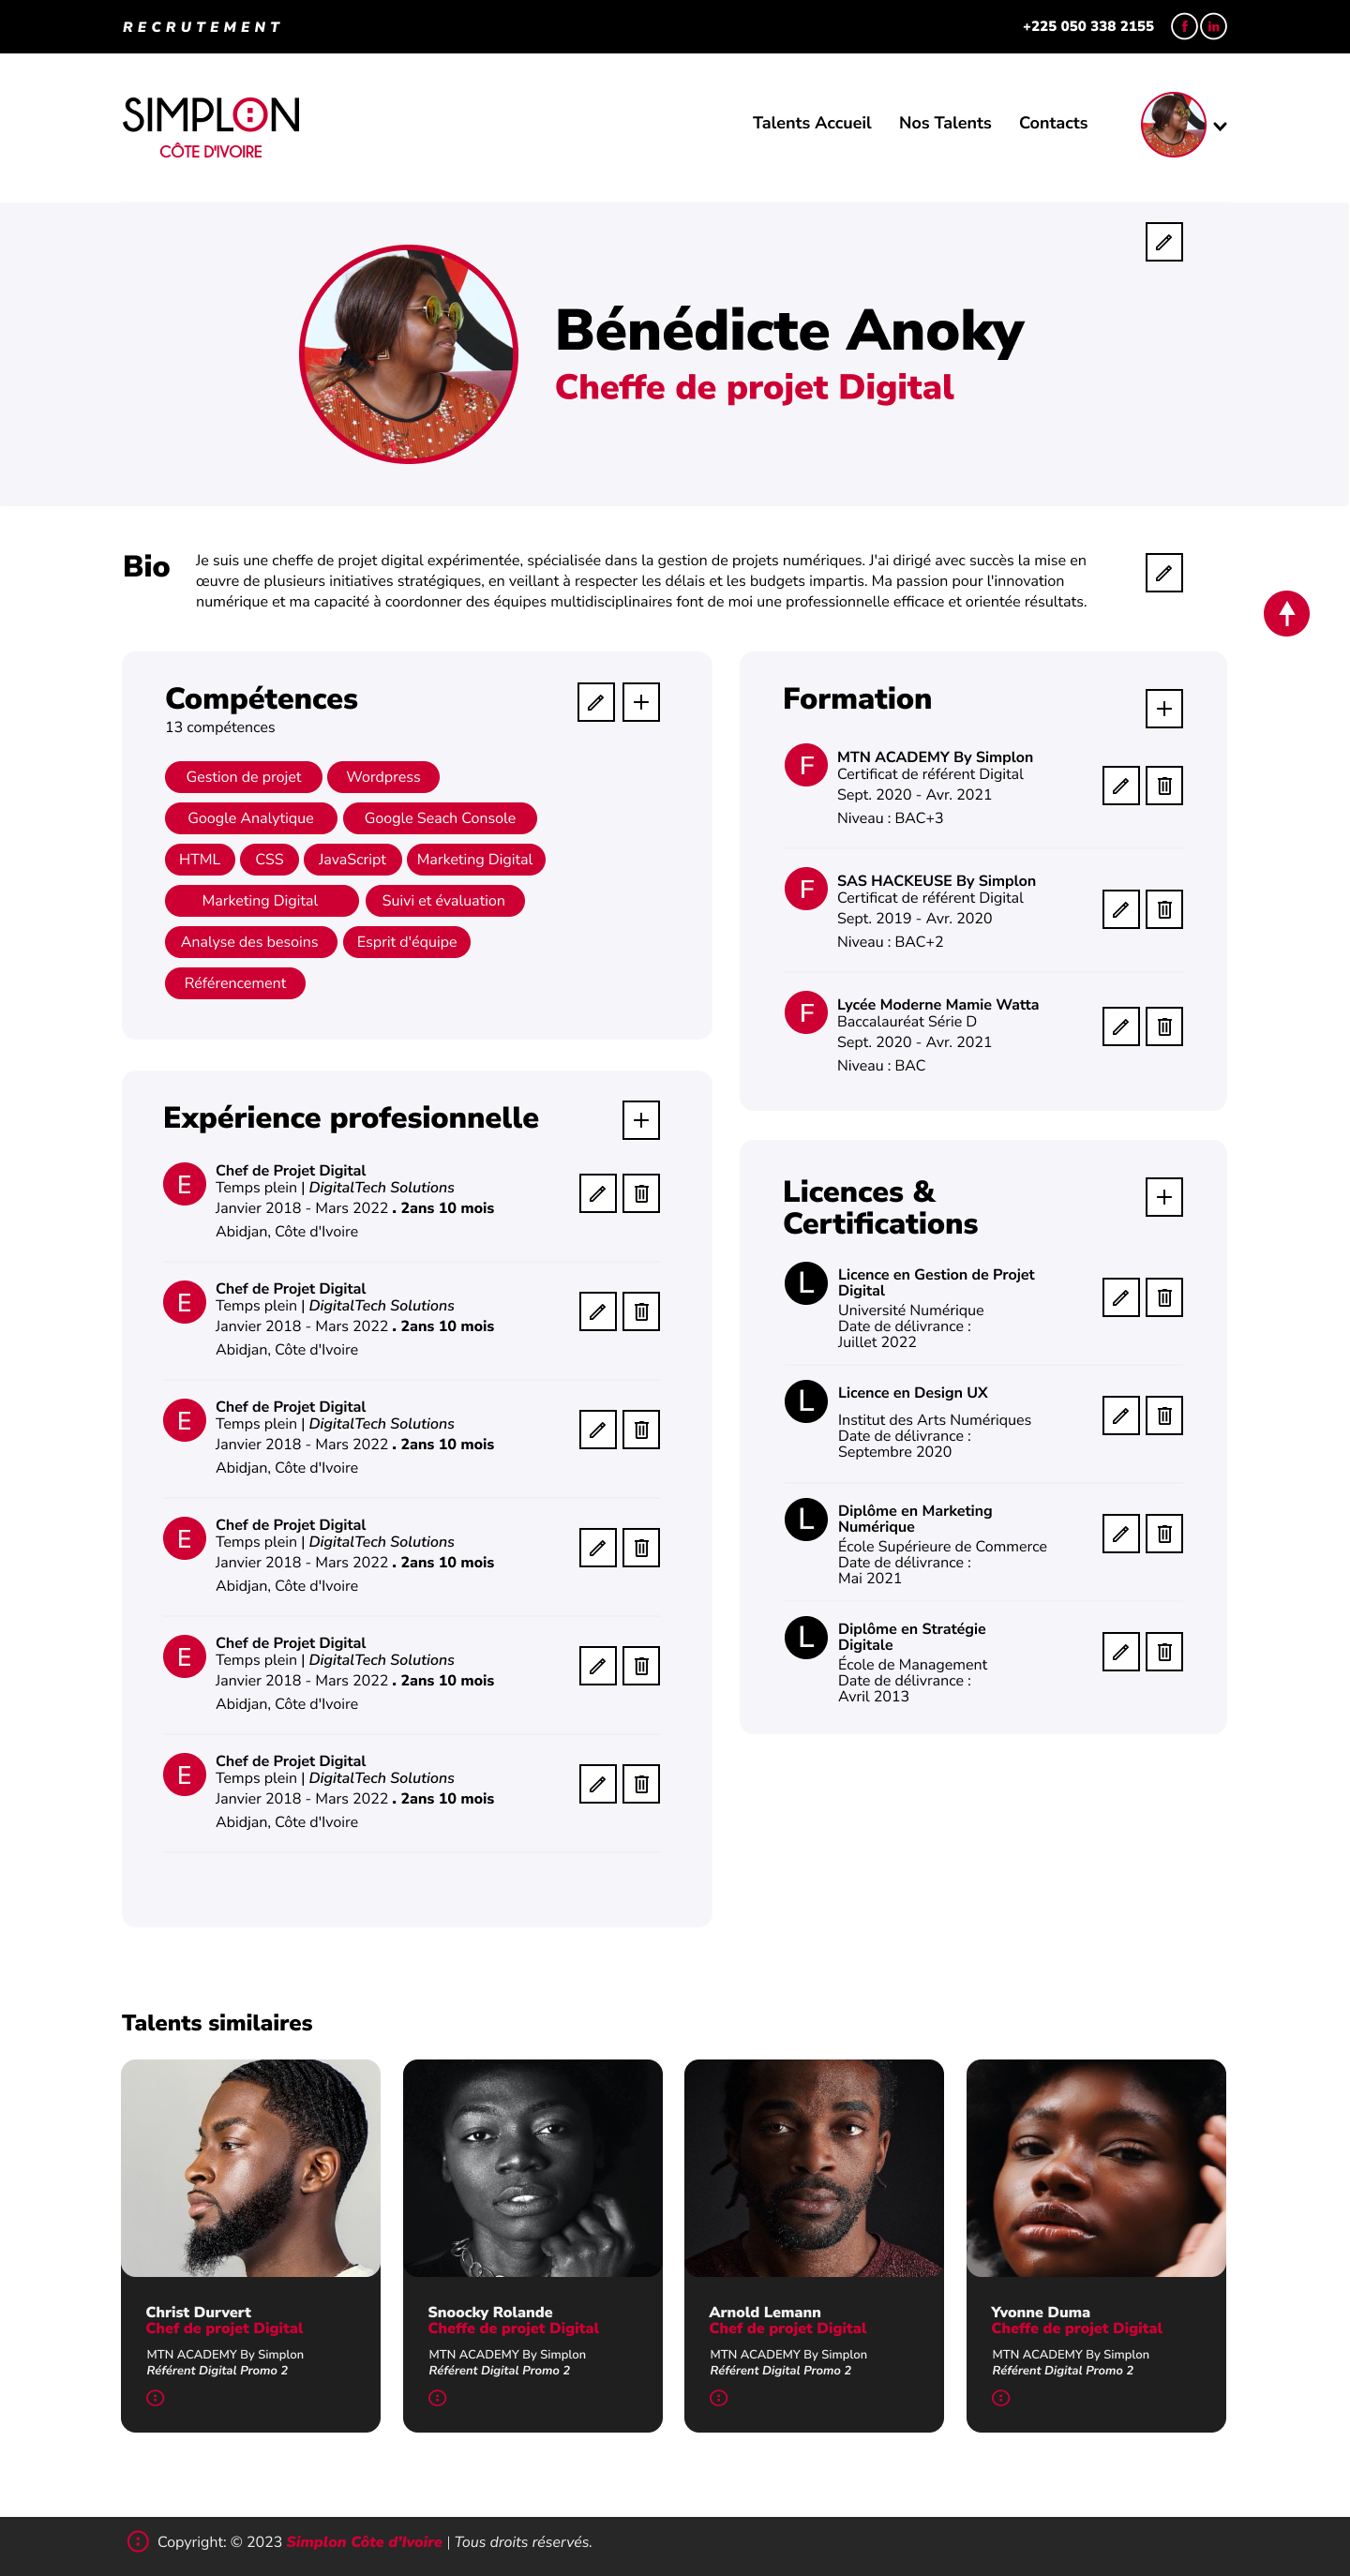 RECRUTEMENT
+225 050 338 2155
f in
SIMPLON
CÔTE D'IVOIRE
Talents Accueil Nos Talents Contacts
Bénédicte Anoky
Cheffe de projet Digital
Bio
Je suis une cheffe de projet digital expérimentée, spécialisée dans la gestion de projets numériques. J'ai dirigé avec succès la mise en
œuvre de plusieurs initiatives stratégiques, en veillant à respecter les délais et les budgets impartis. Ma passion pour l'innovation
numérique et ma capacité à coordonner des équipes multidisciplinaires font de moi une professionnelle efficace et orientée résultats.
Compétences
13 compétences
Gestion de projet Wordpress
Google Analytique Google Seach Console
HTML CSS JavaScript Marketing Digital
Marketing Digital Suivi et évaluation
Analyse des besoins Esprit d'équipe
Référencement
Expérience profesionnelle
E
Chef de Projet Digital
Temps plein | DigitalTech Solutions
Janvier 2018 - Mars 2022 . 2ans 10 mois
Abidjan, Côte d'Ivoire
E
Chef de Projet Digital
Temps plein | DigitalTech Solutions
Janvier 2018 - Mars 2022 . 2ans 10 mois
Abidjan, Côte d'Ivoire
E
Chef de Projet Digital
Temps plein | DigitalTech Solutions
Janvier 2018 - Mars 2022 . 2ans 10 mois
Abidjan, Côte d'Ivoire
E
Chef de Projet Digital
Temps plein | DigitalTech Solutions
Janvier 2018 - Mars 2022 . 2ans 10 mois
Abidjan, Côte d'Ivoire
E
Chef de Projet Digital
Temps plein | DigitalTech Solutions
Janvier 2018 - Mars 2022 . 2ans 10 mois
Abidjan, Côte d'Ivoire
E
Chef de Projet Digital
Temps plein | DigitalTech Solutions
Janvier 2018 - Mars 2022 . 2ans 10 mois
Abidjan, Côte d'Ivoire
Formation
F
MTN ACADEMY By Simplon
Certificat de référent Digital
Sept. 2020 - Avr. 2021
Niveau : BAC+3
F
SAS HACKEUSE By Simplon
Certificat de référent Digital
Sept. 2019 - Avr. 2020
Niveau : BAC+2
F
Lycée Moderne Mamie Watta
Baccalauréat Série D
Sept. 2020 - Avr. 2021
Niveau : BAC
Licences &
Certifications
L
Licence en Gestion de Projet
Digital
Université Numérique
Date de délivrance :
Juillet 2022
L
Licence en Design UX
Institut des Arts Numériques
Date de délivrance :
Septembre 2020
L
Diplôme en Marketing
Numérique
École Supérieure de Commerce
Date de délivrance :
Mai 2021
L
Diplôme en Stratégie
Digitale
École de Management
Date de délivrance :
Avril 2013
Talents similaires
Christ Durvert
Chef de projet Digital
MTN ACADEMY By Simplon
Référent Digital Promo 2
Snoocky Rolande
Cheffe de projet Digital
MTN ACADEMY By Simplon
Référent Digital Promo 2
Arnold Lemann
Chef de projet Digital
MTN ACADEMY By Simplon
Référent Digital Promo 2
Yvonne Duma
Cheffe de projet Digital
MTN ACADEMY By Simplon
Référent Digital Promo 2
Copyright: © 2023 Simplon Côte d'Ivoire | Tous droits réservés.